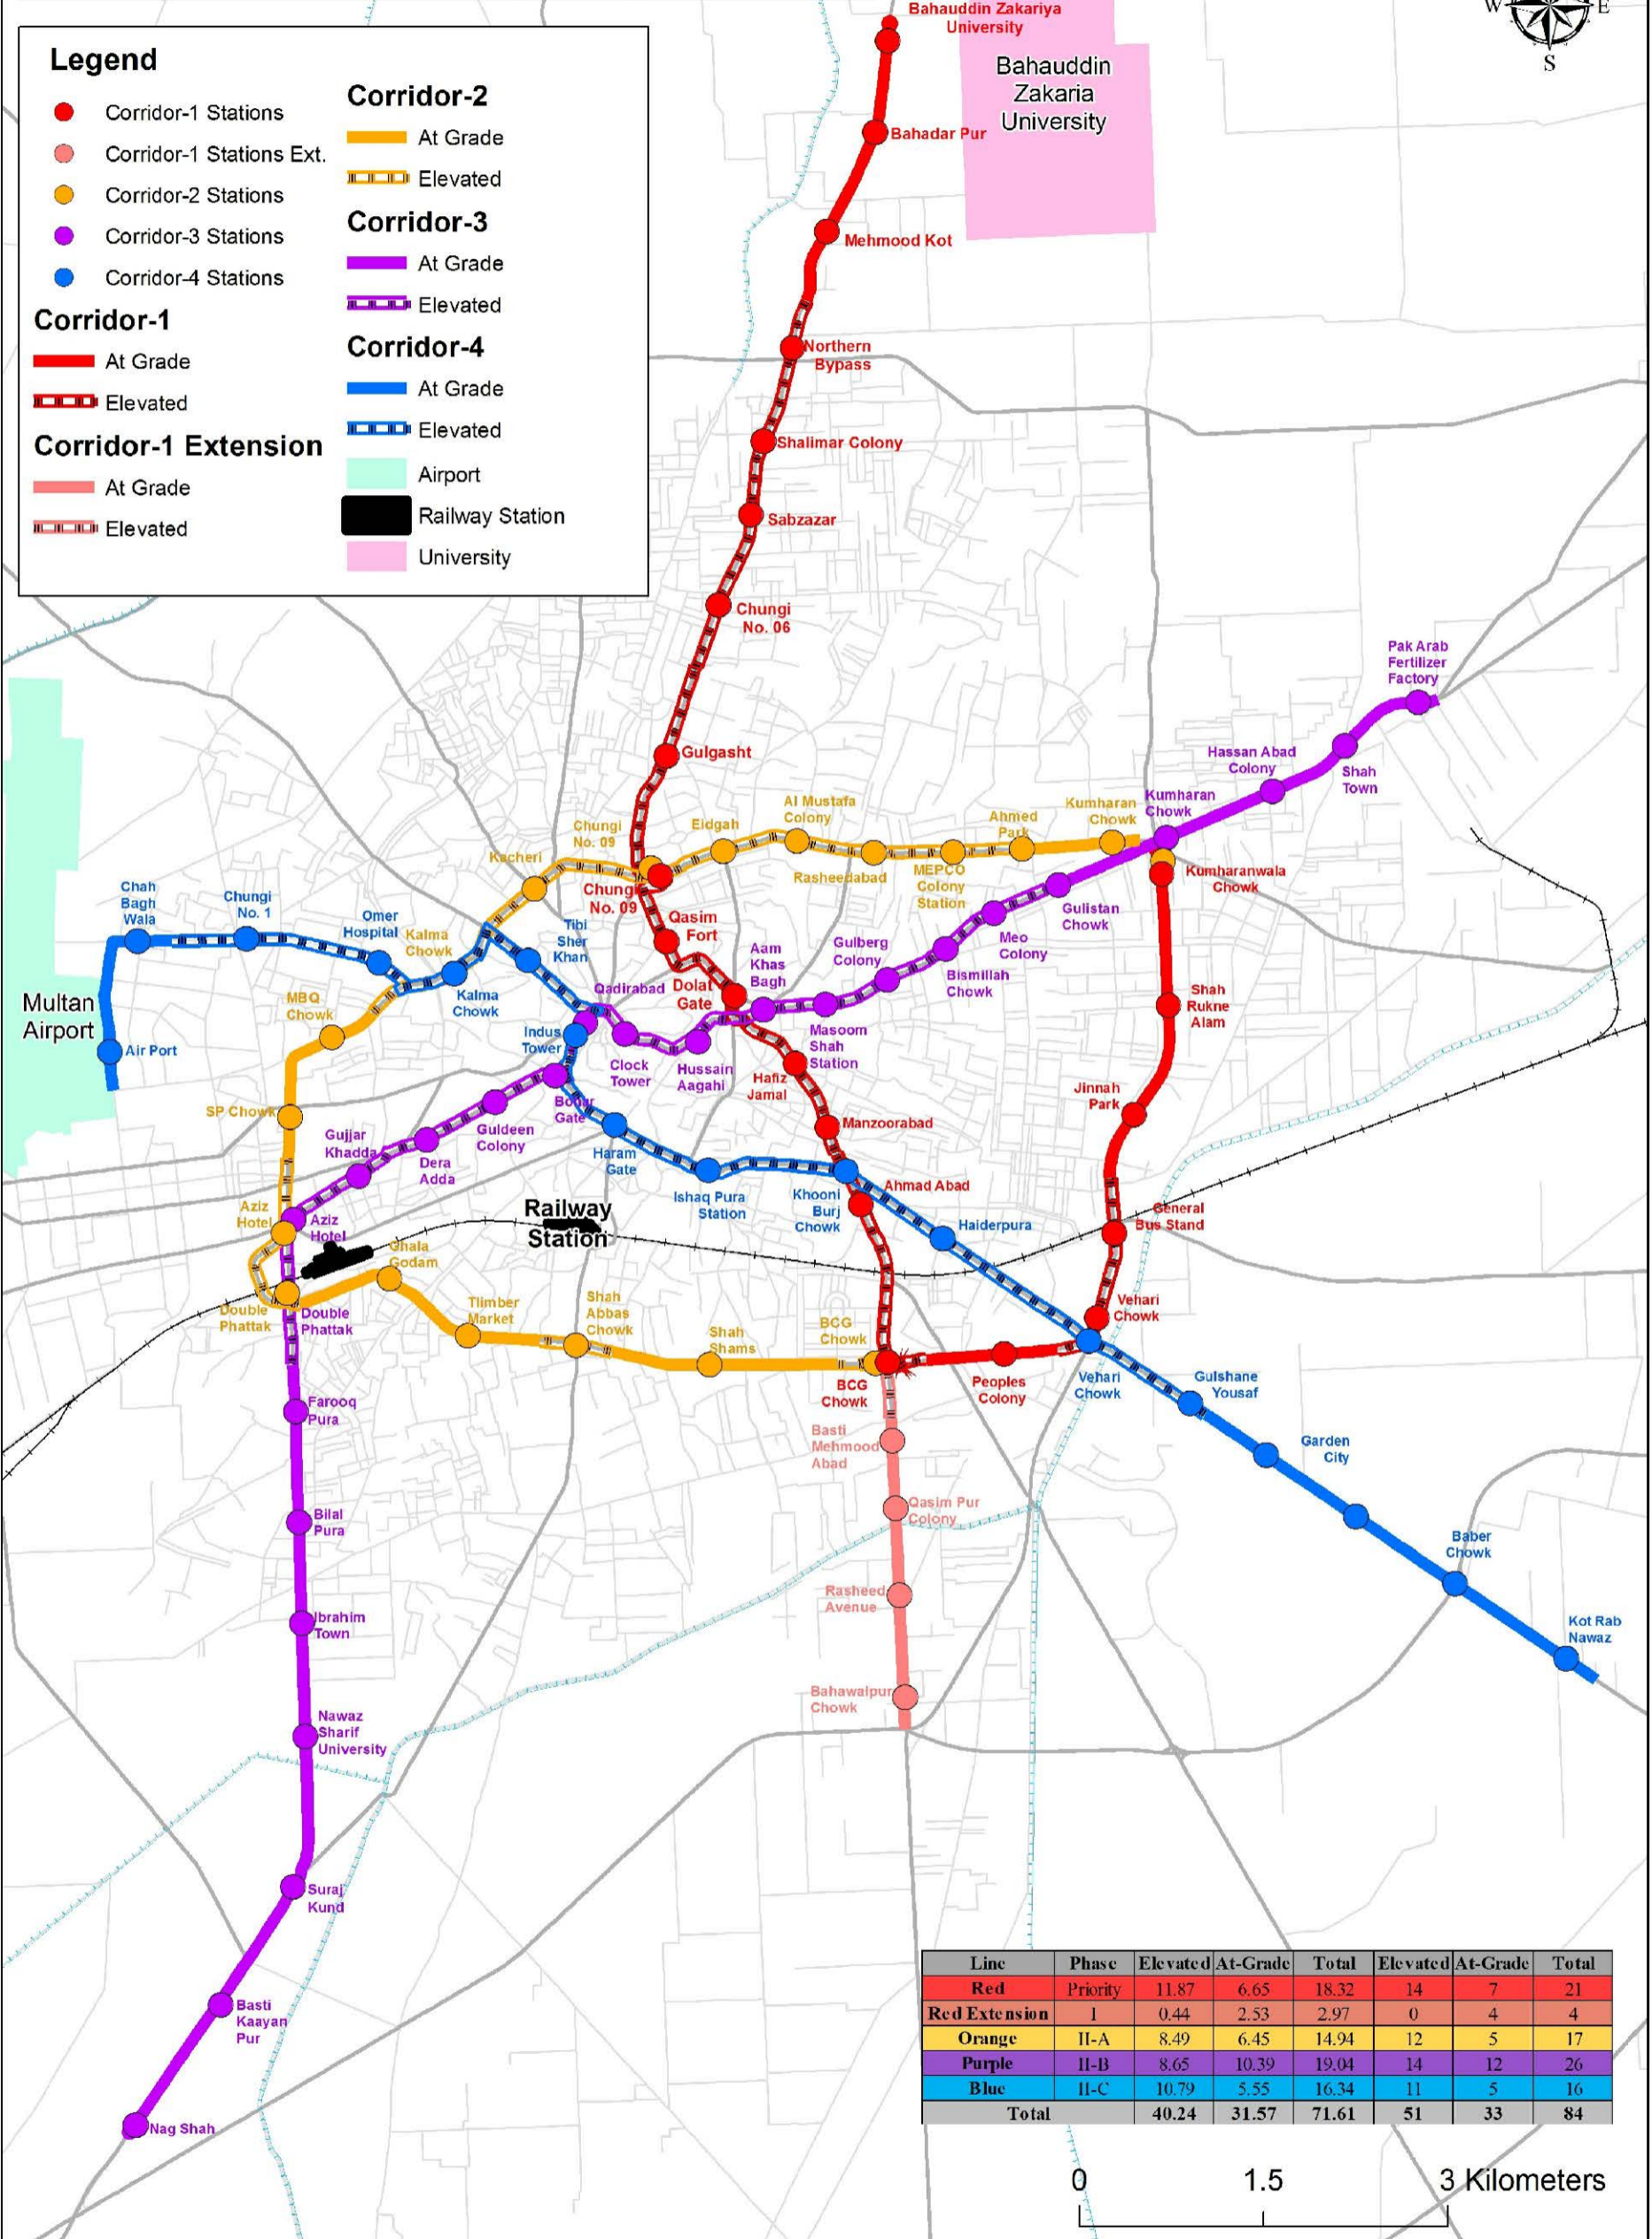 Bahauddin Zakariya
University
W
E
S
Bahauddin
Zakaria
University
Legend
Corridor-1 Stations
Corridor-1 Stations Ext.
Corridor-2 Stations
Corridor-3 Stations
Corridor-4 Stations
Corridor-1
At Grade
Elevated
Corridor-1 Extension
At Grade
Elevated
Corridor-2
At Grade
Elevated
Corridor-3
At Grade
Elevated
Corridor-4
At Grade
Elevated
Airport
Railway Station
University
Bahadar Pur
Mehmood Kot
Northern
Bypass
Shalimar Colony
Sabzazar
Chungi
No. 06
Gulgasht
Pak Arab
Fertilizer
Factory
Hassan Abad
Colony
Shah
Town
Kumharan
Chowk
Kumharan
Chowk
Ahmed
Park
Al Mustafa
Colony
Eidgah
Chungi
No. 09
Kacheri
Rasheedabad
MEPCO
Colony
Station
Kumharanwala
Chowk
Chungi
No. 09
Gulistan
Chowk
Meo
Colony
Bismillah
Chowk
Gulberg
Colony
Aam
Khas
Bagh
Qasim
Fort
Dolat
Gate
Qadirabad
Tibi
Sher
Khan
Kalma
Chowk
Kalma
Chowk
Omer
Hospital
Chungi
No. 1
Chah
Bagh
Wala
Multan
Airport
Air Port
MBQ
Chowk
SP Chowk
Indus
Tower
Clock
Tower
Hussain
Aagahi
Masoom
Shah
Station
Hafiz
Jamal
Manzoorabad
Shah
Rukne
Alam
Jinnah
Park
Bohar
Gate
Guldeen
Colony
Dera
Adda
Gujjar
Khadda
Haram
Gate
Ishaq Pura
Station
Khooni
Burj
Chowk
Ahmad Abad
Haiderpura
General
Bus Stand
Aziz
Hotel
Aziz
Hotel
Railway
Station
Ghala
Godam
Double
Phattak
Double
Phattak
Tiimber
Market
Shah
Abbas
Chowk
Shah
Shams
BCG
Chowk
BCG
Chowk
Peoples
Colony
Vehari
Chowk
Vehari
Chowk
Gulshane
Yousaf
Garden
City
Baber
Chowk
Kot Rab
Nawaz
Farooq
Pura
Bilal
Pura
Ibrahim
Town
Nawaz
Sharif
University
Suraj
Kund
Basti
Kaayan
Pur
Nag Shah
Basti
Mehmood
Abad
Qasim Pur
Colony
Rasheed
Avenue
Bahawalpur
Chowk
Line Phase Elevated At-Grade Total Elevated At-Grade Total
Red Priority 11.87 6.65 18.32 14 7 21
Red Extension I 0.44 2.53 2.97 0 4 4
Orange II-A 8.49 6.45 14.94 12 5 17
Purple II-B 8.65 10.39 19.04 14 12 26
Blue II-C 10.79 5.55 16.34 11 5 16
Total 40.24 31.57 71.61 51 33 84
0 1.5 3 Kilometers